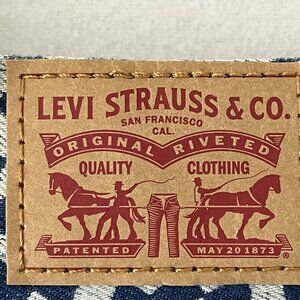 LEVI STRAUSS & CO.
SAN FRANCISCO
CAL.
ORIGINAL RIVETED
QUALITY CLOTHING
PATENTED MAY 20 1873
®